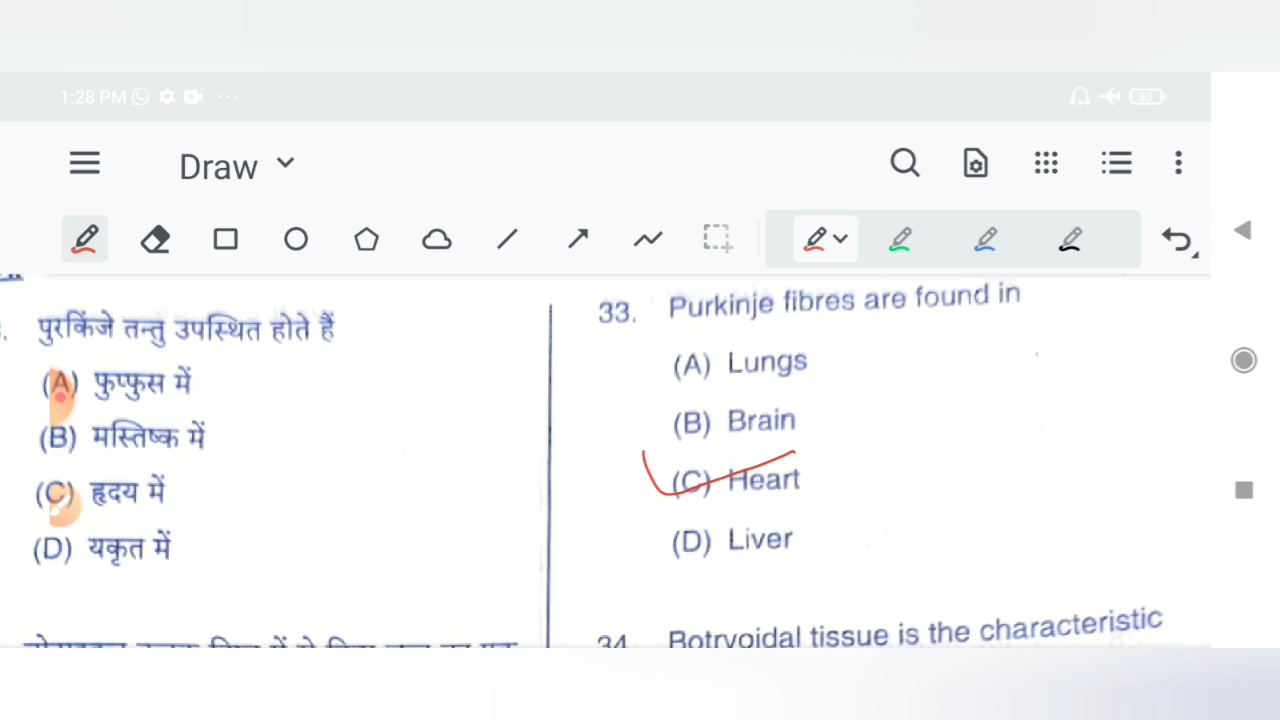 1:28 PM
60
Draw
पुरकिंजे तन्तु उपस्थित होते हैं
(A) फुफ्फुस में
(B) मस्तिष्क में
(C) हृदय में
(D) यकृत में
33. Purkinje fibres are found in
(A) Lungs
(B) Brain
(C) Heart
(D) Liver
34. Botryoidal tissue is the characteristic